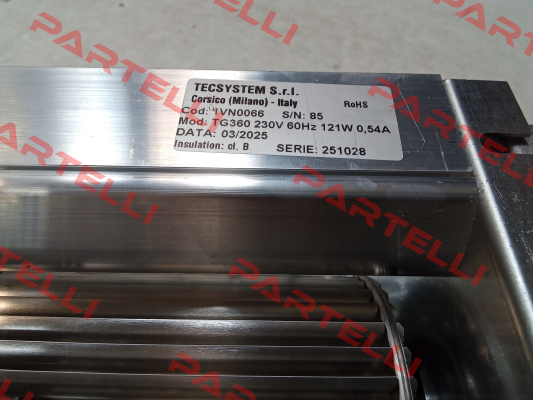 TECSYSTEM S.r.l.
Corsico (Milano) - Italy RoHS
Cod: 1VN0066 S/N: 85
Mod: TG360 230V 60Hz 121W 0,54A
DATA: 03/2025
Insulation: cl. B SERIE: 251028
PARTELLI
PARTELLI
PARTELLI
PARTELLI
PARTELLI
PARTELLI